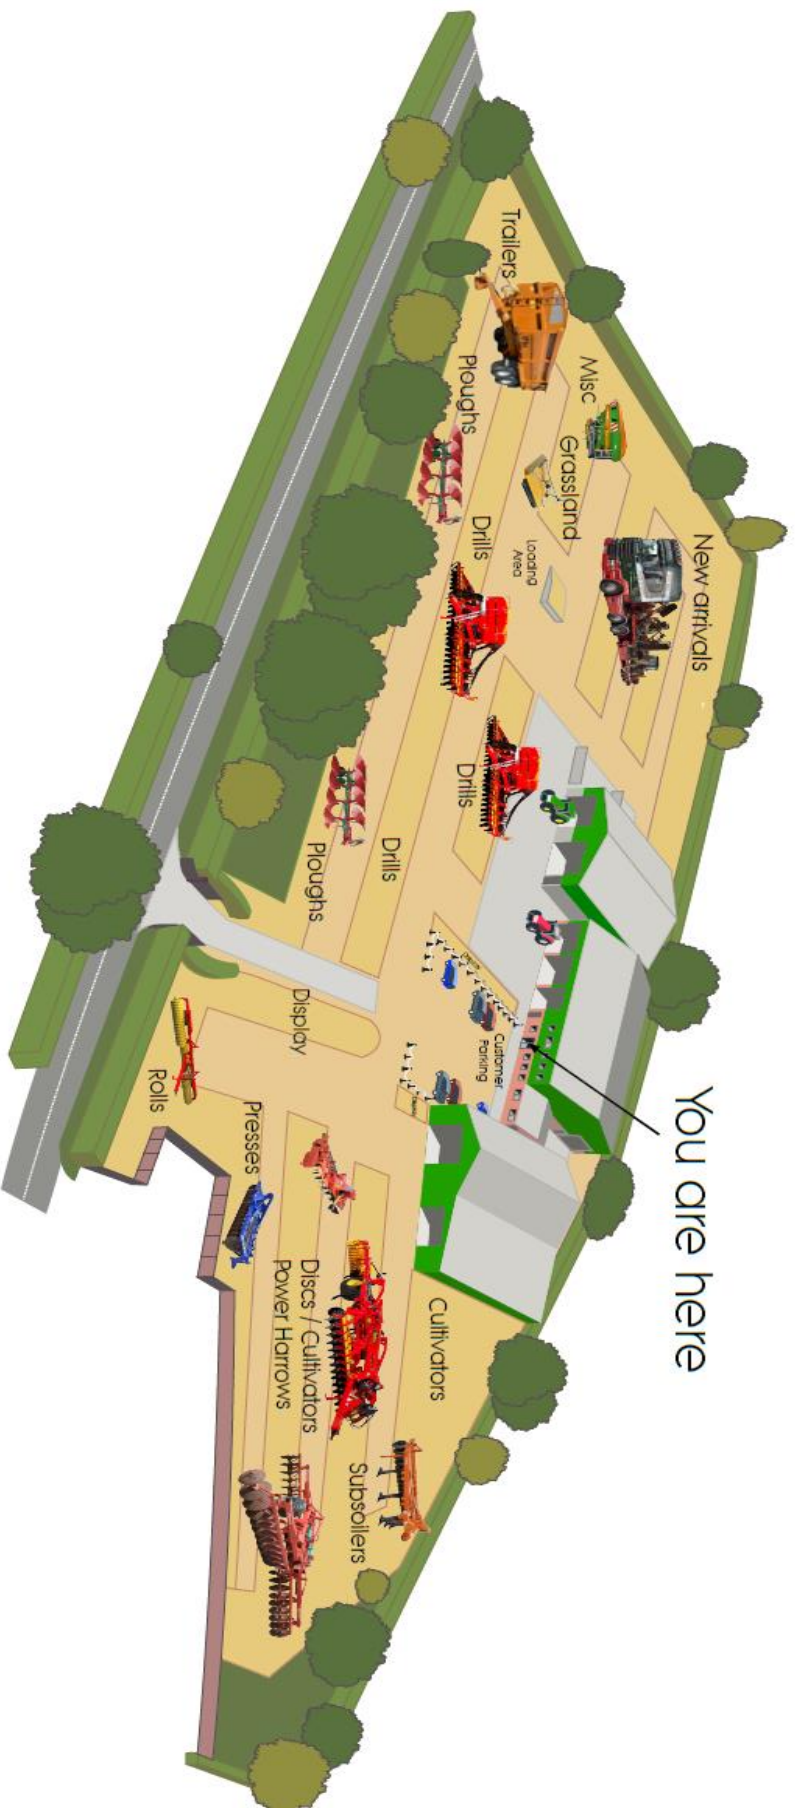 You are here
New arrivals
Misc
Grassland
Loading
Area
Trailers
Customer
Parking
Drills
Drills
Ploughs
Cultivators
Drills
Subsoilers
Discs / Cultivators
Power Harrows
Ploughs
Display
Presses
Rolls